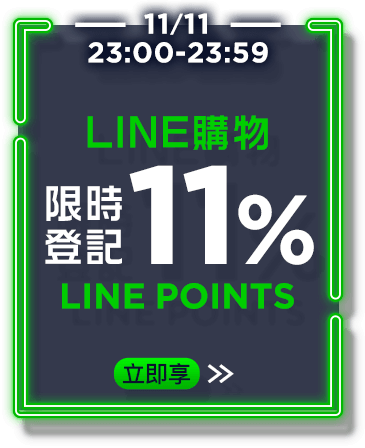 11/11
23:00-23:59
LINE購物
限時
登記
11%
LINE POINTS
立即享 >>